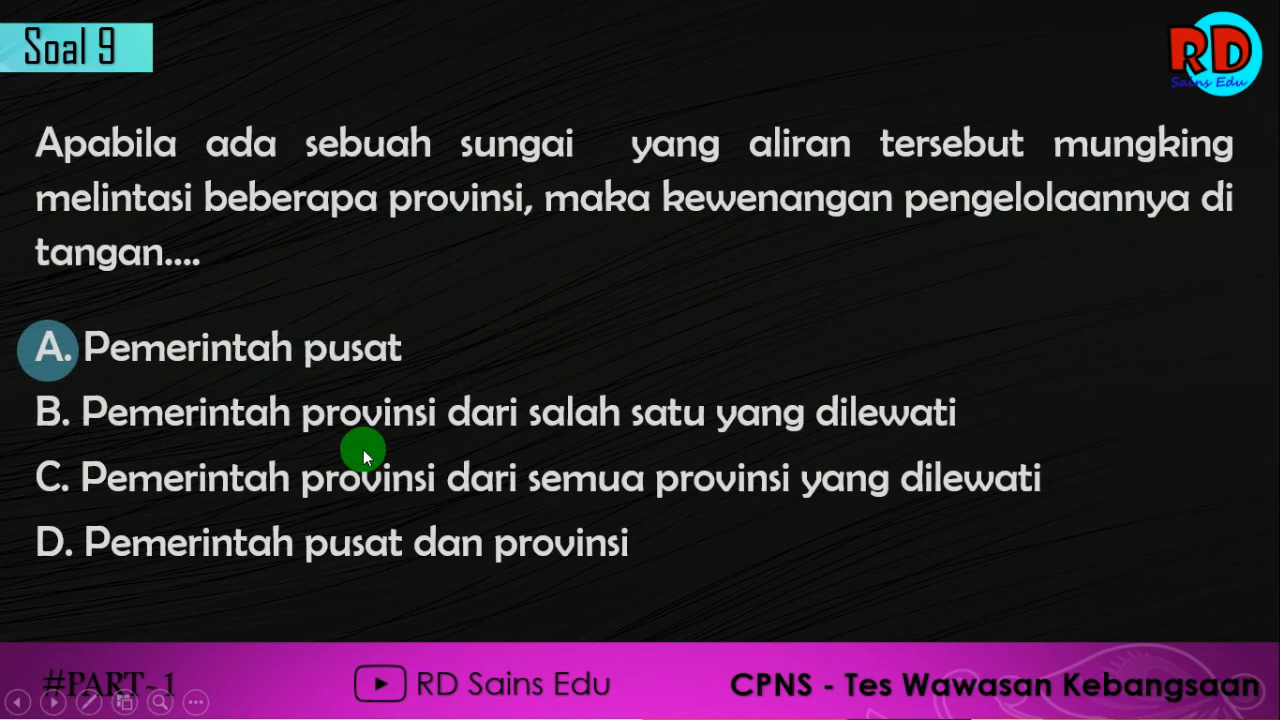 Soal 9
RD
Sains Edu
Apabila ada sebuah sungai yang aliran tersebut mungking
melintasi beberapa provinsi, maka kewenangan pengelolaannya di
tangan....
A. Pemerintah pusat
B. Pemerintah provinsi dari salah satu yang dilewati
C. Pemerintah provinsi dari semua provinsi yang dilewati
D. Pemerintah pusat dan provinsi
#PART-1
RD Sains Edu
CPNS - Tes Wawasan Kebangsaan